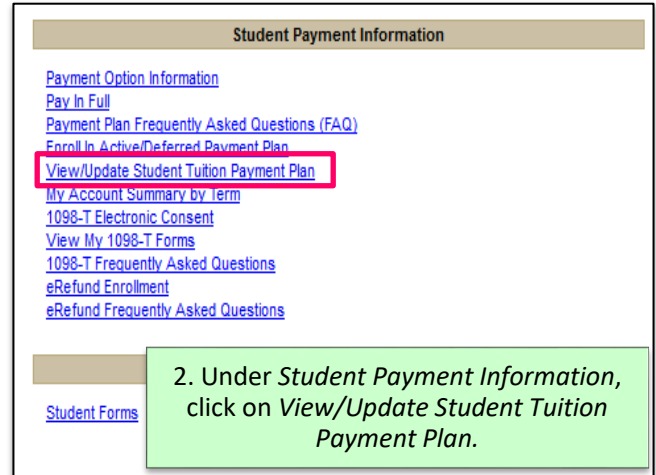 Student Payment Information
Payment Option Information
Pay In Full
Payment Plan Frequently Asked Questions (FAQ)
Enroll In Active/Deferred Payment Plan
View/Update Student Tuition Payment Plan
My Account Summary by Term
1098-T Electronic Consent
View My 1098-T Forms
1098-T Frequently Asked Questions
eRefund Enrollment
eRefund Frequently Asked Questions
Student Forms
2. Under Student Payment Information,
click on View/Update Student Tuition
Payment Plan.